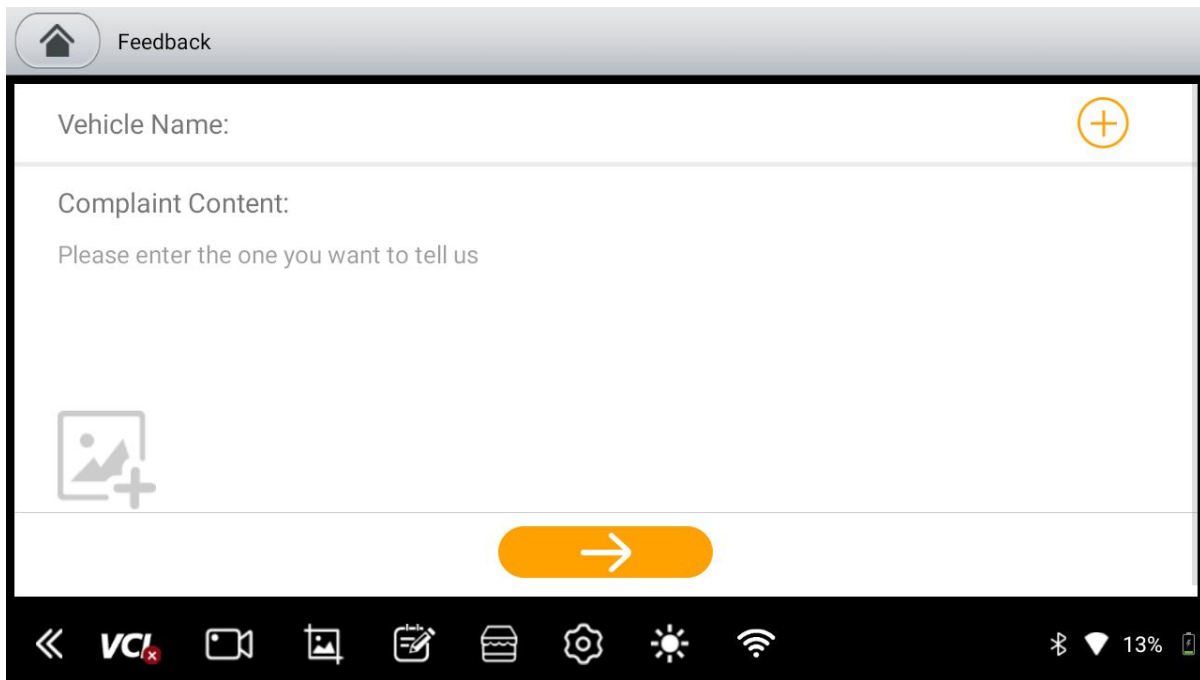 Feedback
Vehicle Name:
Complaint Content:
Please enter the one you want to tell us
VCI
13%